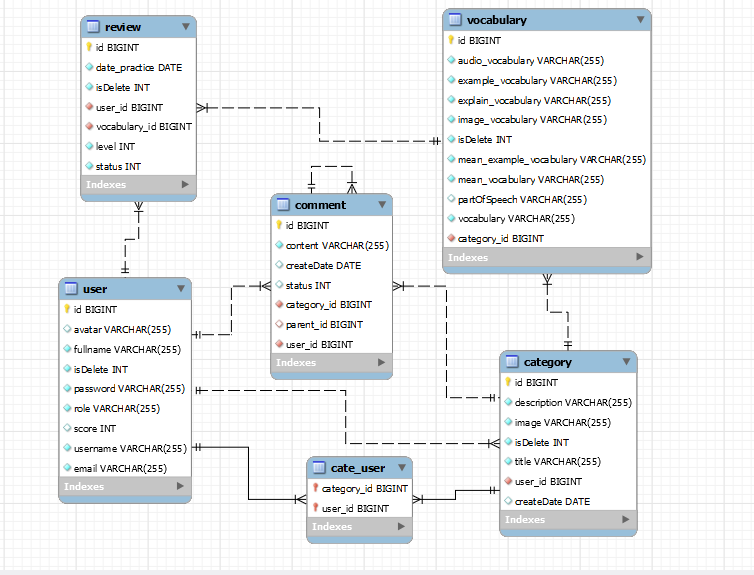 review
id BIGINT
date_practice DATE
isDelete INT
user_id BIGINT
vocabulary_id BIGINT
level INT
status INT
Indexes
vocabulary
id BIGINT
audio_vocabulary VARCHAR(255)
example_vocabulary VARCHAR(255)
explain_vocabulary VARCHAR(255)
image_vocabulary VARCHAR(255)
isDelete INT
mean_example_vocabulary VARCHAR(255)
mean_vocabulary VARCHAR(255)
partOfSpeech VARCHAR(255)
vocabulary VARCHAR(255)
category_id BIGINT
Indexes
comment
id BIGINT
content VARCHAR(255)
createDate DATE
status INT
category_id BIGINT
parent_id BIGINT
user_id BIGINT
Indexes
user
id BIGINT
avatar VARCHAR(255)
fullname VARCHAR(255)
isDelete INT
password VARCHAR(255)
role VARCHAR(255)
score INT
username VARCHAR(255)
email VARCHAR(255)
Indexes
category
id BIGINT
description VARCHAR(255)
image VARCHAR(255)
isDelete INT
title VARCHAR(255)
user_id BIGINT
createDate DATE
Indexes
cate_user
category_id BIGINT
user_id BIGINT
Indexes